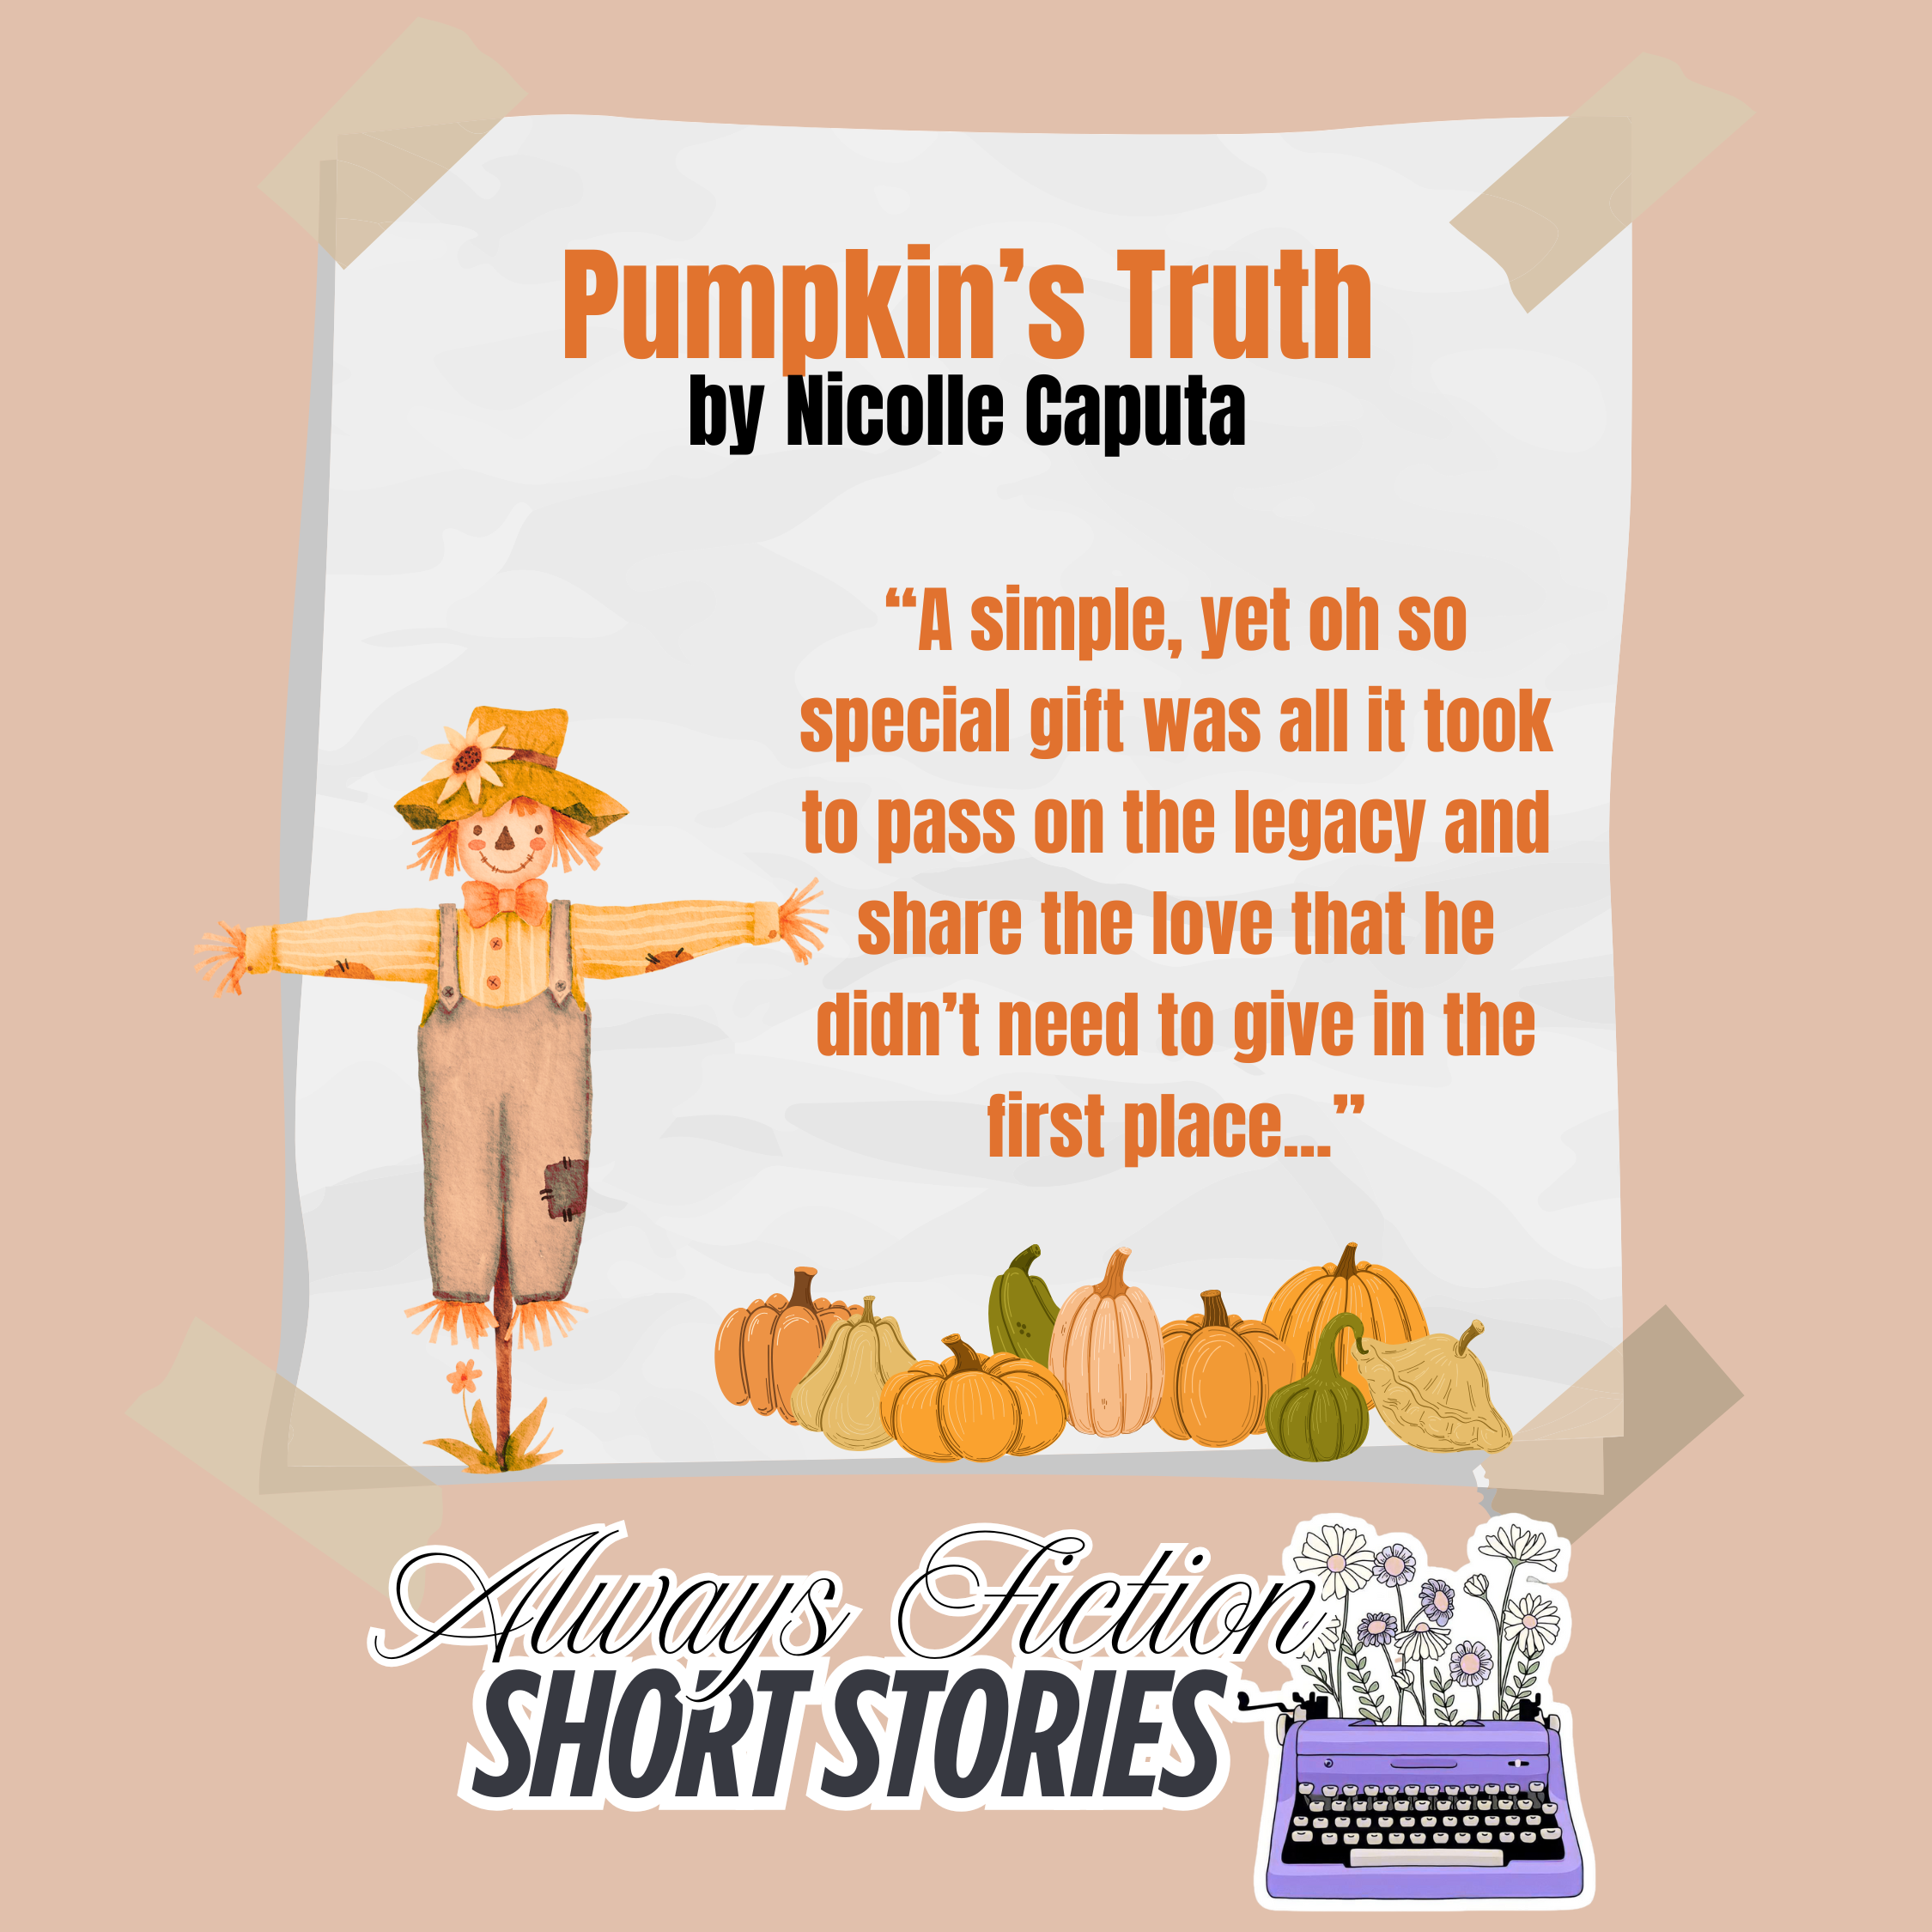 Pumpkin’s Truth
by Nicolle Caputa
“A simple, yet oh so
special gift was all it took
to pass on the legacy and
share the love that he
didn’t need to give in the
first place...”
Always Fiction
SHORT STORIES